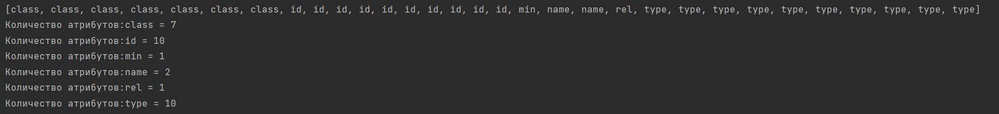 [class, class, class, class, class, class, class, id, id, id, id, id, id, id, id, id, id, min, name, name, rel, type, type, type, type, type, type, type, type, type, type]
Количество атрибутов:class = 7
Количество атрибутов:id = 10
Количество атрибутов:min = 1
Количество атрибутов:name = 2
Количество атрибутов:rel = 1
Количество атрибутов:type = 10